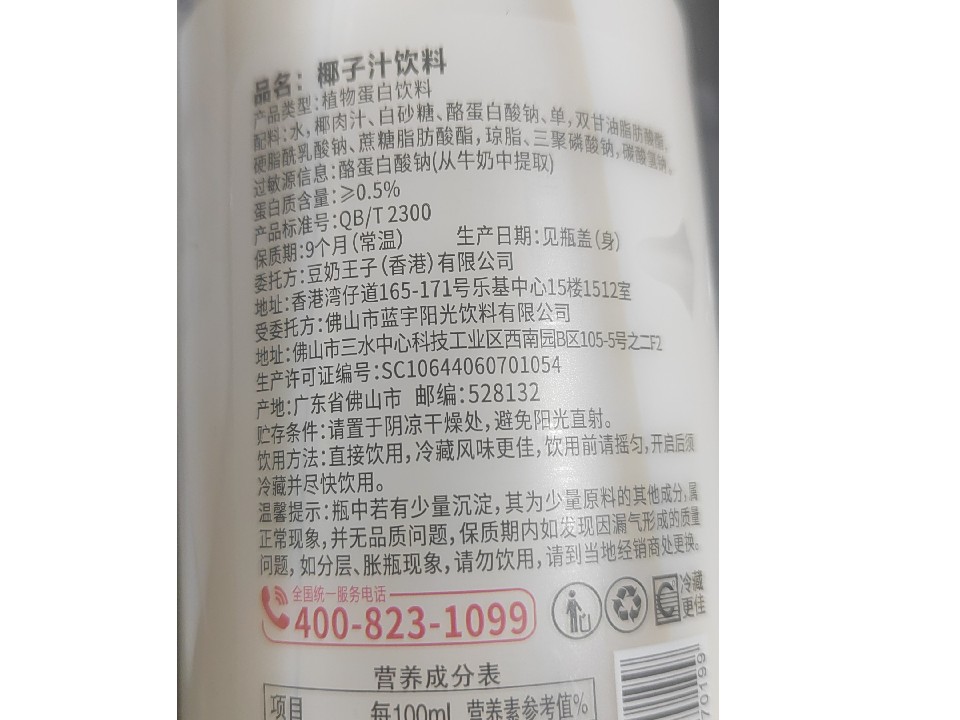 品名：椰子汁饮料
产品类型：植物蛋白饮料
配料：水，椰肉汁、白砂糖、酪蛋白酸钠、单，双甘油脂肪酸酯，
硬脂酰乳酸钠、蔗糖脂肪酸酯，琼脂、三聚磷酸钠，碳酸氢钠。
过敏源信息：酪蛋白酸钠(从牛奶中提取)
蛋白质含量：≥0.5%
产品标准号：QB/T 2300
保质期：9个月（常温） 生产日期：见瓶盖（身）
委托方：豆奶王子（香港）有限公司
地址：香港湾仔道165-171号乐基中心15楼1512室
受委托方：佛山市蓝宇阳光饮料有限公司
地址：佛山市三水中心科技工业区西南园B区105-5号之二F2
生产许可证编号：SC10644060701054
产地：广东省佛山市 邮编：528132
贮存条件：请置于阴凉干燥处，避免阳光直射。
饮用方法：直接饮用，冷藏风味更佳，饮用前请摇匀，开启后须
冷藏并尽快饮用。
温馨提示：瓶中若有少量沉淀，其为少量原料的其他成分，属
正常现象，并无品质问题，保质期内如发现因漏气形成的质量
问题，如分层、胀瓶现象，请勿饮用，请到当地经销商处更换。
全国统一服务电话
400-823-1099
冷藏
更佳
营养成分表
项目 每100mL 营养素参考值%
70199